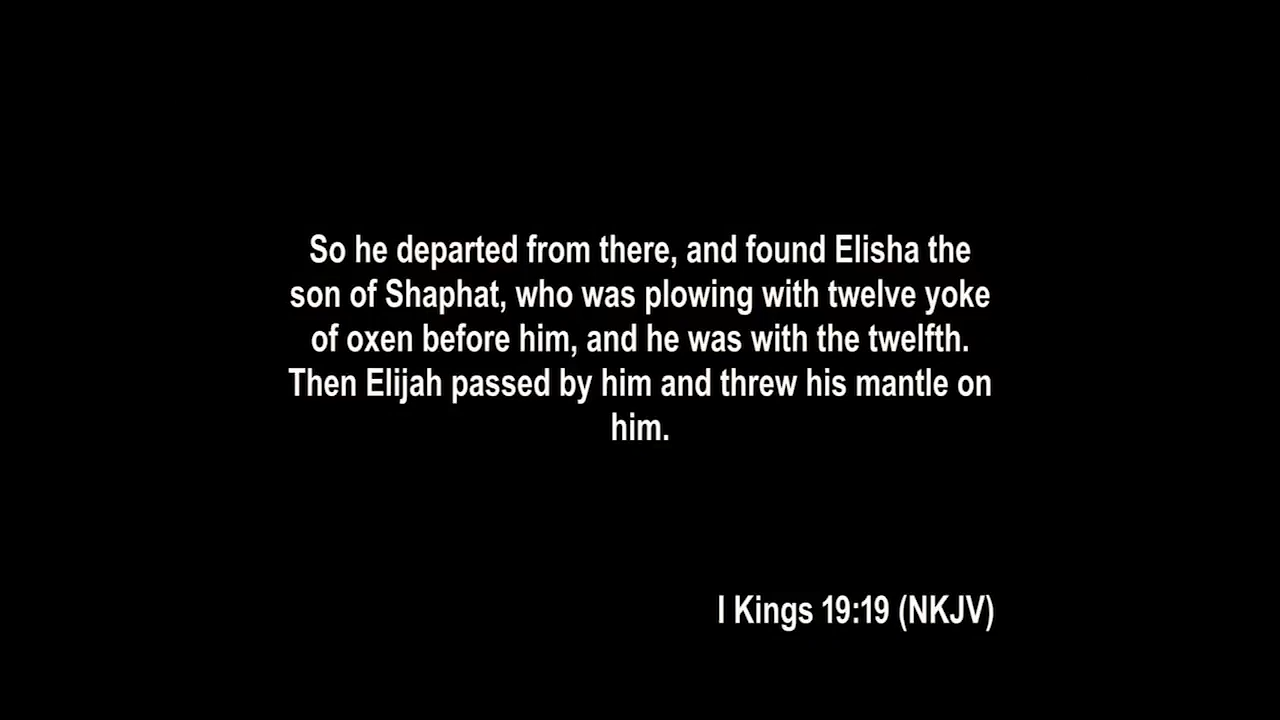 So he departed from there, and found Elisha the
son of Shaphat, who was plowing with twelve yoke
of oxen before him, and he was with the twelfth.
Then Elijah passed by him and threw his mantle on
him.
I Kings 19:19 (NKJV)